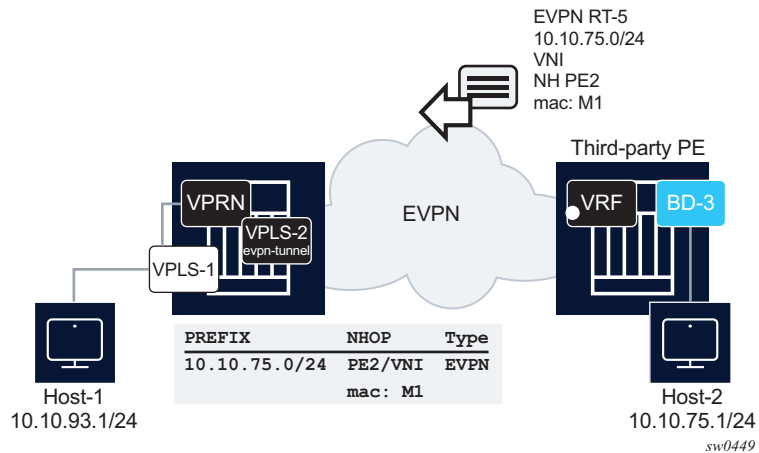 EVPN RT-5
10.10.75.0/24
VNI
NH PE2
mac: M1
Third-party PE
VPRN
VPLS-2
evpn-tunnel
VPLS-1
EVPN
VRF
BD-3
PREFIX NHOP Type
10.10.75.0/24 PE2/VNI EVPN
mac: M1
Host-1
10.10.93.1/24
Host-2
10.10.75.1/24
sw0449